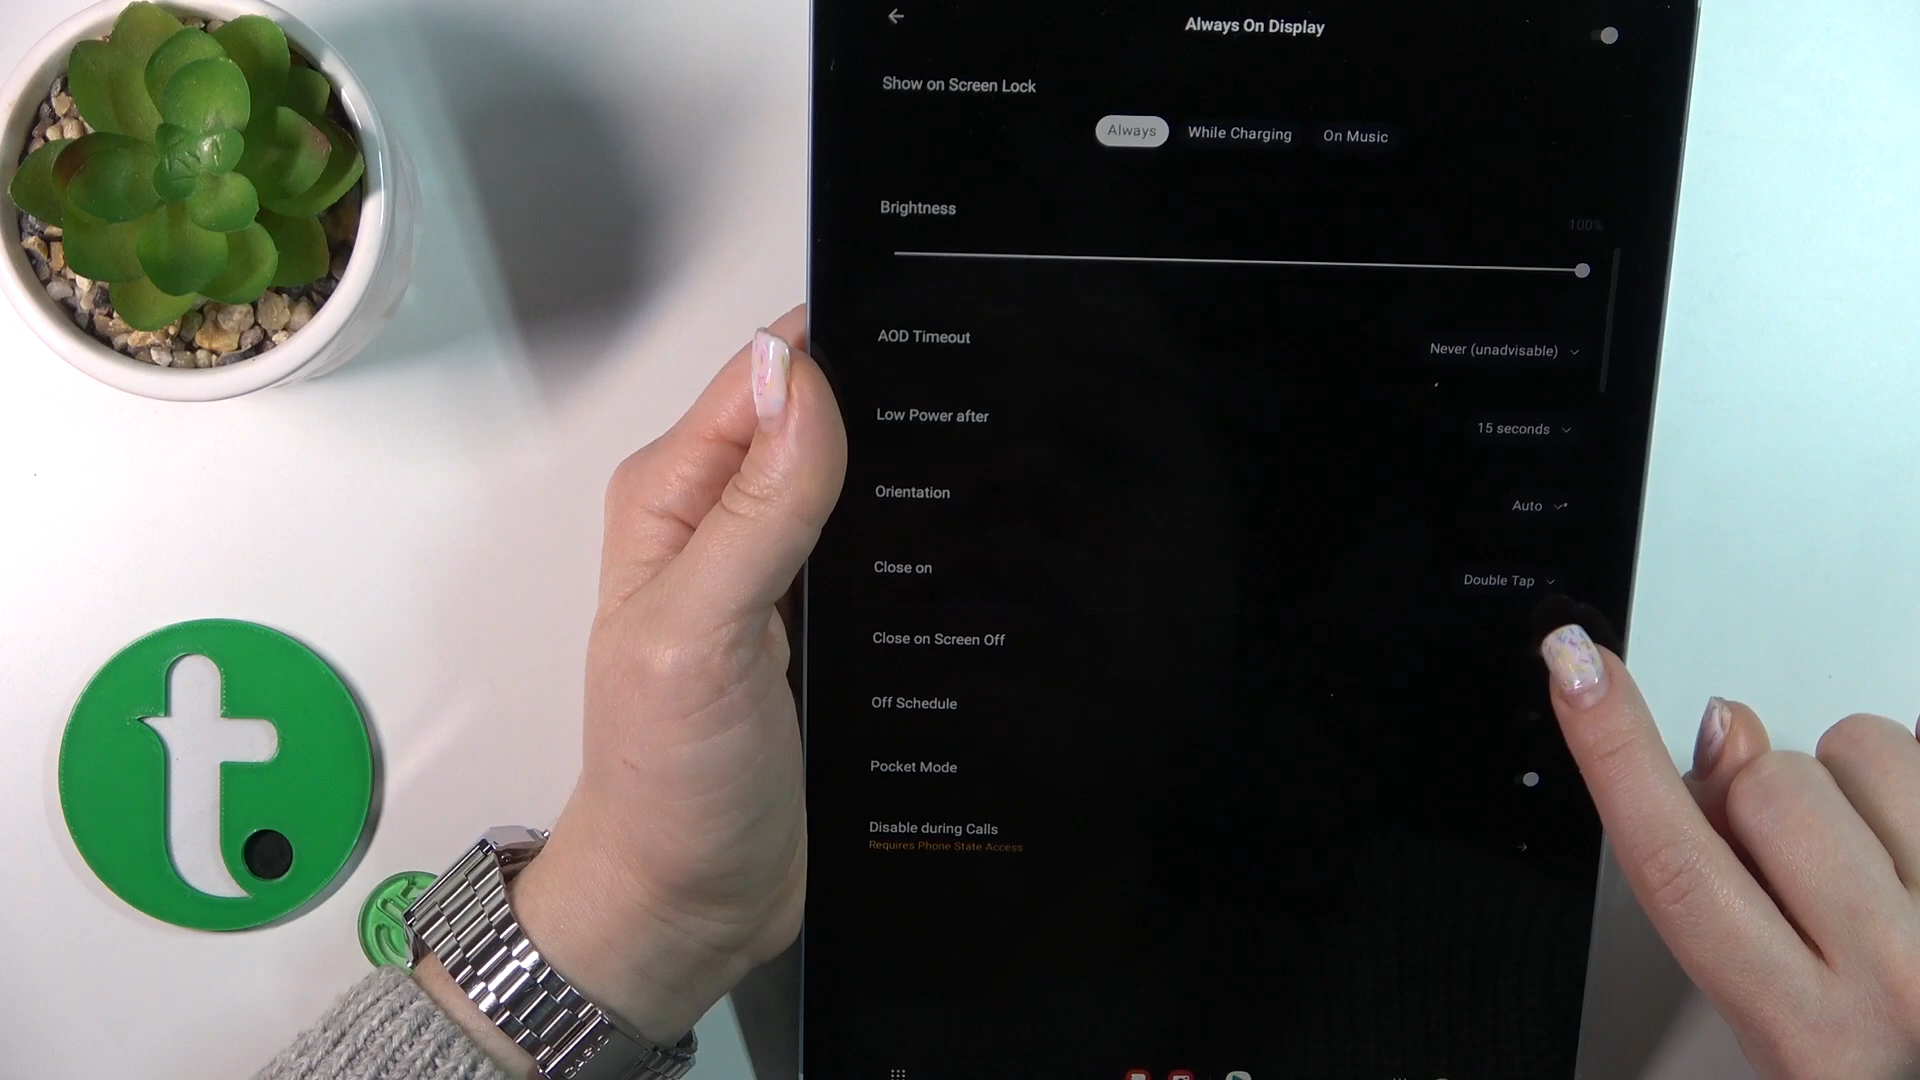 Always On Display
Show on Screen Lock
Always While Charging On Music
Brightness
100%
AOD Timeout
Never (unadvisable)
Low Power after
15 seconds
Orientation
Auto
Close on
Double Tap
Close on Screen Off
Off Schedule
Pocket Mode
Disable during Calls
Requires Phone State Access
t
CASIO